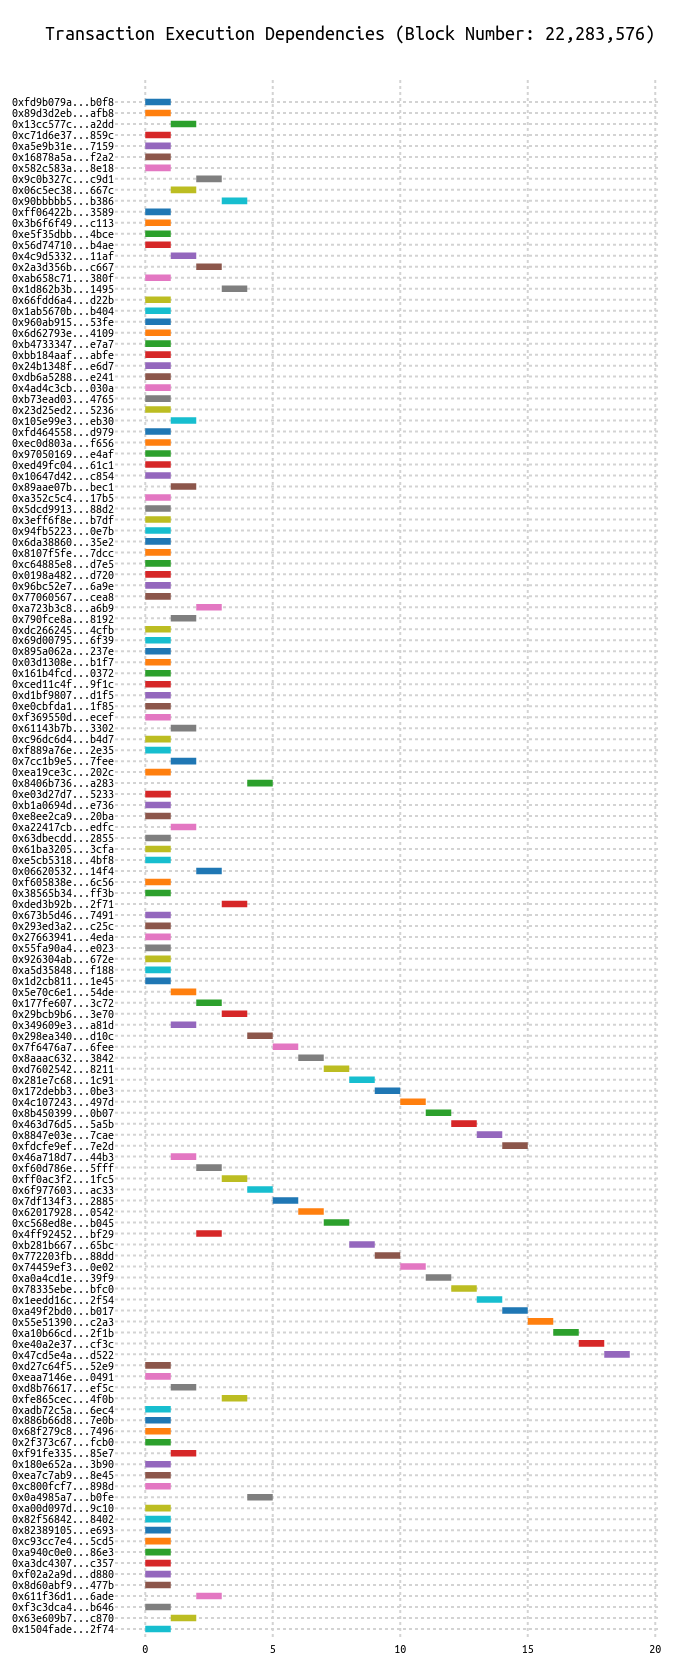 Transaction Execution Dependencies (Block Number: 22,283,576)
0xfd9b079a...b0f8
0x89d3d2eb...afb8
0x13cc577c...a2dd
0xc71d6e37...859c
0xa5e9b31e...7159
0x16878a5a...f2a2
0x582c583a...8e18
0x9c0b327c...c9d1
0x06c5ec38...667c
0x90bbbbb5...b386
0xff06422b...3589
0x3b6f6f49...c113
0xe5f35dbb...4bce
0x56d74710...b4ae
0x4c9d5332...11af
0x2a3d356b...c667
0xab658c71...380f
0x1d862b3b...1495
0x66fdd6a4...d22b
0x1ab5670b...b404
0x960ab915...53fe
0x6d62793e...4109
0xb4733347...e7a7
0xbb184aaf...abfe
0x24b1348f...e6d7
0xdb6a5288...e241
0x4ad4c3cb...030a
0xb73ead03...4765
0x23d25ed2...5236
0x105e99e3...eb30
0xfd464558...d979
0xec0d803a...f656
0x97050169...e4af
0xed49fc04...61c1
0x10647d42...c854
0x89aae07b...bec1
0xa352c5c4...17b5
0x5dcd9913...88d2
0x3eff6f8e...b7df
0x94fb5223...0e7b
0x6da38860...35e2
0x8107f5fe...7dcc
0xc64885e8...d7e5
0x0198a482...d720
0x96bc52e7...6a9e
0x77060567...cea8
0xa723b3c8...a6b9
0x790fce8a...8192
0xdc266245...4cfb
0x69d00795...6f39
0x895a062a...237e
0x03d1308e...b1f7
0x161b4fcd...0372
0xced11c4f...9f1c
0xd1bf9807...d1f5
0xe0cbfda1...1f85
0xf369550d...ecef
0x61143b7b...3302
0xc96dc6d4...b4d7
0xf889a76e...2e35
0x7cc1b9e5...7fee
0xea19ce3c...202c
0x8406b736...a283
0xe03d27d7...5233
0xb1a0694d...e736
0xe8ee2ca9...20ba
0xa22417cb...edfc
0x63dbecdd...2855
0x61ba3205...3cfa
0xe5cb5318...4bf8
0x06620532...14f4
0xf605838e...6c56
0x38565b34...ff3b
0xded3b92b...2f71
0x673b5d46...7491
0x293ed3a2...c25c
0x27663941...4eda
0x55fa90a4...e023
0x926304ab...672e
0xa5d35848...f188
0x1d2cb811...1e45
0x5e70c6e1...54de
0x177fe607...3c72
0x29bcb9b6...3e70
0x349609e3...a81d
0x298ea340...d10c
0x7f6476a7...6fee
0x8aaac632...3842
0xd7602542...8211
0x281e7c68...1c91
0x172debb3...0be3
0x4c107243...497d
0x8b450399...0b07
0x463d76d5...5a5b
0x8847e03e...7cae
0xfdcfe9ef...7e2d
0x46a718d7...44b3
0xf60d786e...5fff
0xff0ac3f2...1fc5
0x6f977603...ac33
0x7df134f3...2885
0x62017928...0542
0xc568ed8e...b045
0x4ff92452...bf29
0xb281b667...65bc
0x772203fb...88dd
0x74459ef3...0e02
0xa0a4cd1e...39f9
0x78335ebe...bfc0
0x1eedd16c...2f54
0xa49f2bd0...b017
0x55e51390...c2a3
0xa10b66cd...2f1b
0xe40a2e37...cf3c
0x47cd5e4a...d522
0xd27c64f5...52e9
0xeaa7146e...0491
0xd8b76617...ef5c
0xfe865cec...4f0b
0xadb72c5a...6ec4
0x886b66d8...7e0b
0x68f279c8...7496
0x2f373c67...fcb0
0xf91fe335...85e7
0x180e652a...3b90
0xea7c7ab9...8e45
0xc800fcf7...898d
0x0a4985a7...b0fe
0xa00d097d...9c10
0x82f56842...8402
0x82389105...e693
0xc93cc7e4...5cd5
0xa940c0e0...86e3
0xa3dc4307...c357
0xf02a2a9d...d880
0x8d60abf9...477b
0x611f36d1...6ade
0xf3c3dca4...b646
0x63e609b7...c870
0x1504fade...2f74
0 5 10 15 20